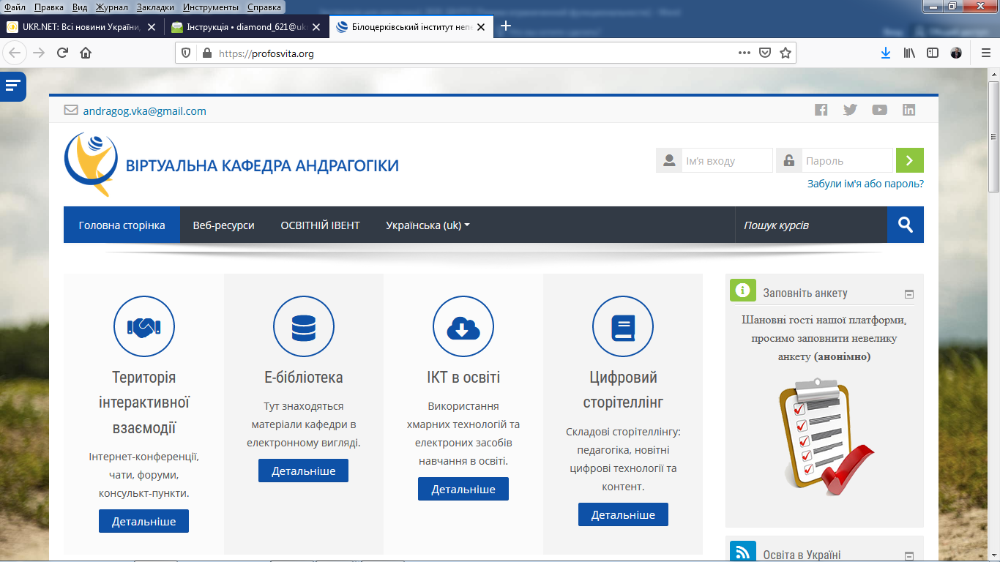 Файл Правка Вид Журнал Закладки Инструменты Справка
UKR.NET: Всі новини України,
Інструкція • diamond_621@uk
Білоцерківський інститут непе
https://profosvita.org
andragog.vka@gmail.com
ВІРТУАЛЬНА КАФЕДРА АНДРАГОГІКИ
Ім'я входу
Пароль
Забули ім'я або пароль?
Головна сторінка Веб-ресурси ОСВІТНІЙ ІВЕНТ Українська (uk)
Пошук курсів
Територія
інтерактивної
взаємодії
Інтернет-конференції,
чати, форуми,
консулькт-пункти.
Детальніше
Е-бібліотека
Тут знаходяться
матеріали кафедри в
електронному вигляді.
Детальніше
ІКТ в освіті
Використання
хмарних технологій та
електроних засобів
навчання в освіті.
Детальніше
Цифровий
сторітеллінг
Складові сторітеллінгу:
педагогіка, новітні
цифрові технології та
контент.
Детальніше
Заповніть анкету
Шановні гості нашої платформи,
просимо заповнити невелику
анкету (анонімно)
Освіта в Україні